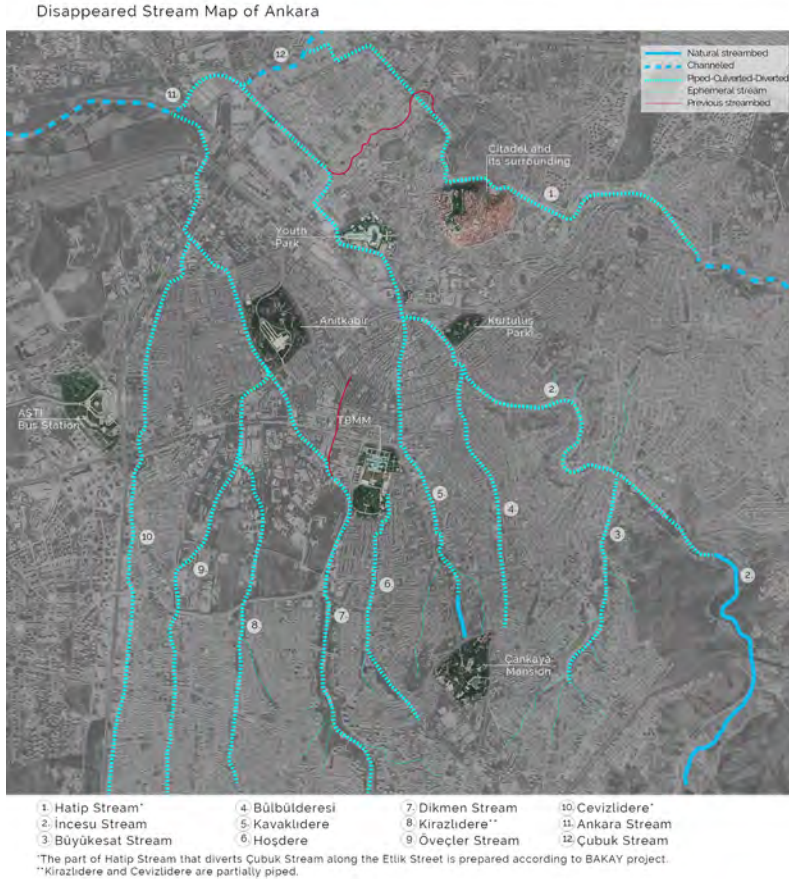 Disappeared Stream Map of Ankara
Natural streambed
Channeled
Piped-Culverted-Diverted
Ephemeral stream
Previous streambed
12
11
Citadel and
its surrounding
1.
Youth
Park
Anıtkabir
Kurtuluş
Park
2.
AŞTİ
Bus Station
TBMM
5
4
3
10
9
2.
6
7.
8
Çankaya
Mansion
1. Hatip Stream*
2. İncesu Stream
3. Büyükesat Stream
4. Bülbülderesi
5. Kavaklıdere
6. Hoşdere
7. Dikmen Stream
8. Kirazlıdere**
9. Öveçler Stream
10. Cevizlidere*
11. Ankara Stream
12. Çubuk Stream
*The part of Hatip Stream that diverts Çubuk Stream along the Etlik Street is prepared according to BAKAY project.
**Kirazlıdere and Cevizlidere are partially piped.